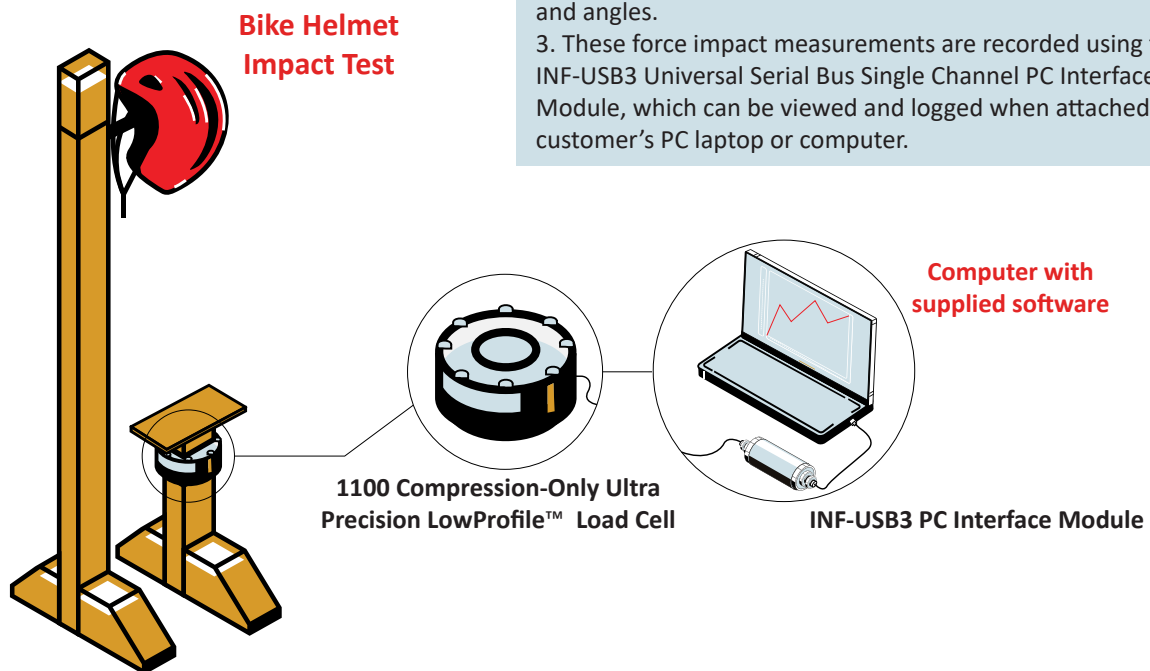 Bike Helmet
Impact Test
and angles.
3. These force impact measurements are recorded using
INF-USB3 Universal Serial Bus Single Channel PC Interface
Module, which can be viewed and logged when attached
customer's PC laptop or computer.
Computer with
supplied software
1100 Compression-Only Ultra
Precision LowProfile™ Load Cell
INF-USB3 PC Interface Module